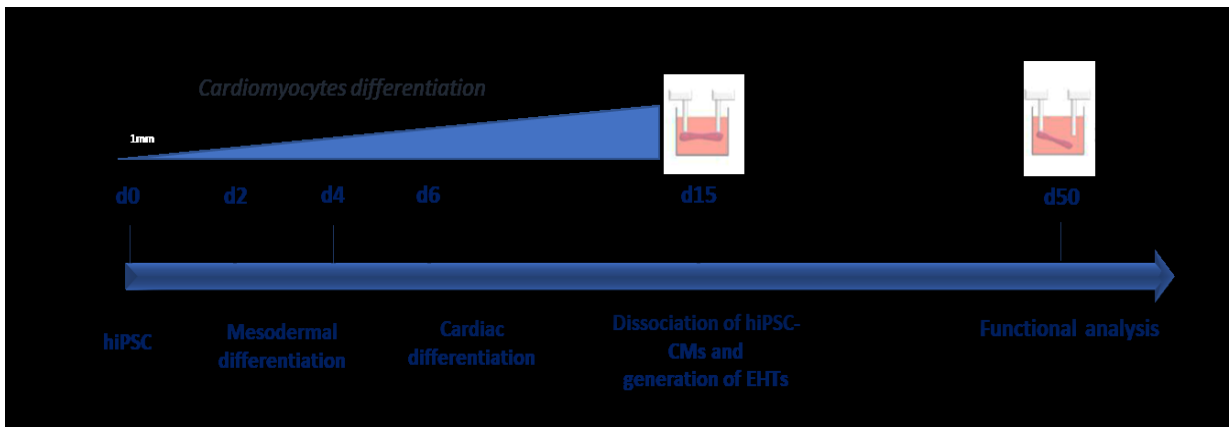 Cardiomyocytes differentiation
1mm
d0
d2
d4
d6
d15
d50
hiPSC
Mesodermal
differentiation
Cardiac
differentiation
Dissociation of hiPSC-
CMs and
generation of EHTs
Functional analysis